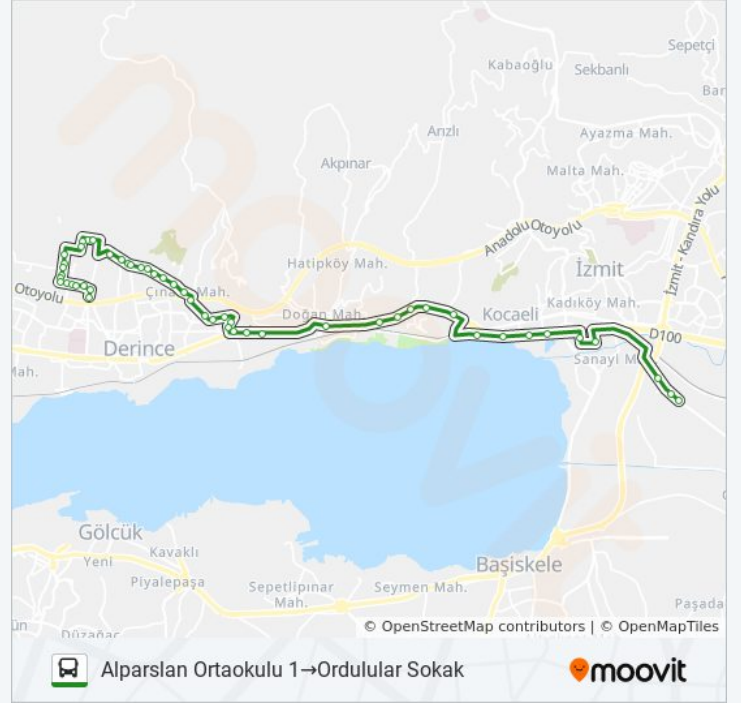 Sepetçi
Kabaoğlu
Sekbanlı
Bar
Arızlı
Ayazma Mah.
Akpınar
Malta Mah.
Anadolu Otoyolu
İzmit - Kandıra Yolu
Hatipköy Mah.
İzmit
Otoyolu
Çına Mah.
Doğan Mah.
Kocaeli
Kadıköy Mah.
Derince
D100
Sanayi M
Mah.
Gölcük
Yeni
Kavaklı
Başiskele
Piyalepaşa
Sepetlipınar
Mah.
Seymen Mah.
Paşada
ün
Düzağaç
© OpenStreetMap contributors | © OpenMapTiles
Alparslan Ortaokulu 1→Ordulular Sokak
moovit